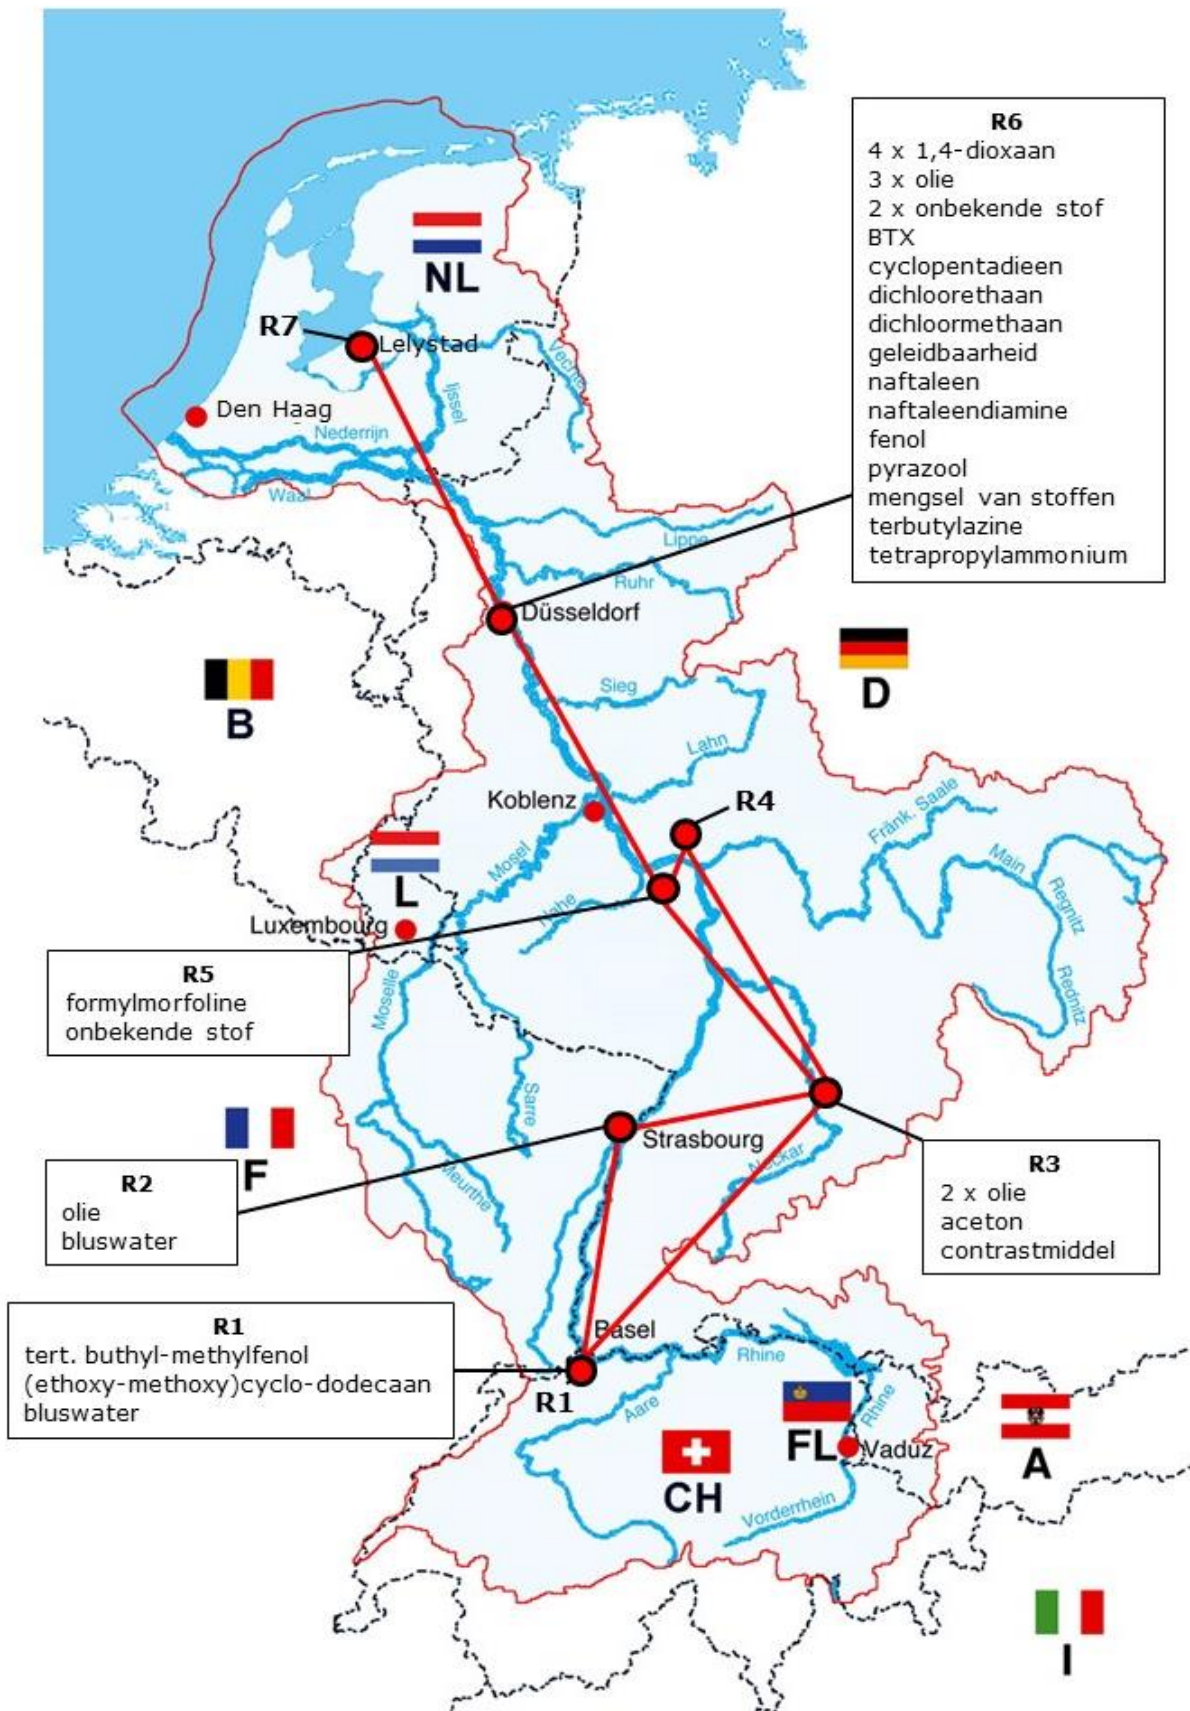 R6
4 x 1,4-dioxaan
3 x olie
2 x onbekende stof
BTX
cyclopentadieen
dichloorethaan
dichloormethaan
geleidbaarheid
naftaleen
naftaleendiamine
fenol
pyrazool
mengsel van stoffen
terbutylazine
tetrapropylammonium
NL
R7
Lelystad
Vecht
Ijssel
Den Haag
Nederrijn
Waal
Lippe
Ruhr
Düsseldorf
D
B
Sieg
Lahn
Koblenz
R4
Fränk. Saale
Mosel
Main
Regnitz
L
Nahe
Luxembourg
Rednitz
R5
formylmorfoline
onbekende stof
Moselle
Sarre
F
Strasbourg
Meurthe
Neckar
R2
olie
bluswater
R3
2 x olie
aceton
contrastmiddel
R1
tert. buthyl-methylfenol
(ethoxy-methoxy)cyclo-dodecaan
bluswater
Basel
Rhine
R1
Aare
Rhine
FL
Vaduz
A
CH
Vorderrhein
I